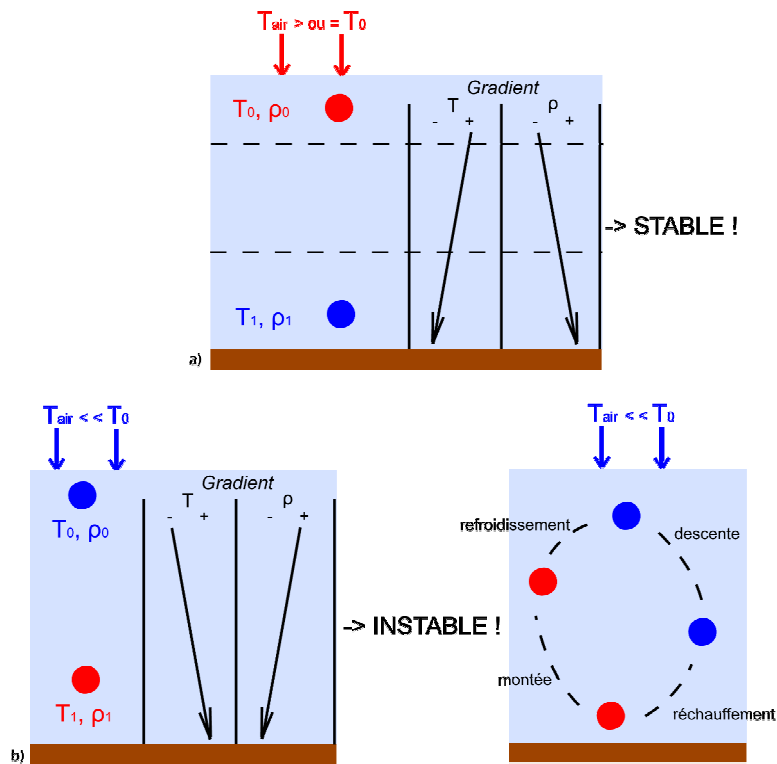 Tair > ou = T0
Gradient
T ρ
- + - +
T0, ρ0
-> STABLE !
T1, ρ1
a)
Tair < < T0
Gradient
T ρ
- + - +
T0, ρ0
-> INSTABLE !
T1, ρ1
b)
Tair < < T0
refroidissement
descente
montée
réchauffement